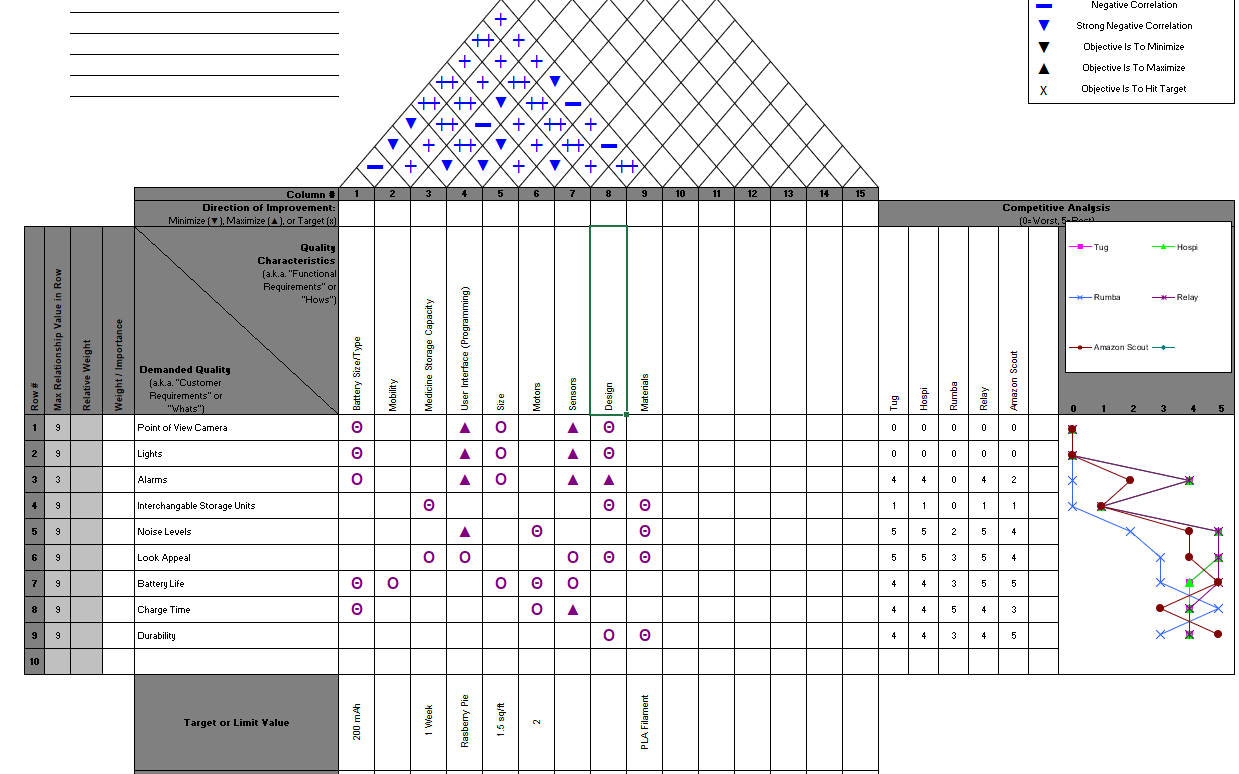 Negative Correlation
Strong Negative Correlation
Objective Is To Minimize
Objective Is To Maximize
X Objective Is To Hit Target
Column #
1 2 3 4 5 6 7 8 9 10 11 12 13 14 15
Direction of Improvement:
Minimize (▼), Maximize (▲), or Target (x)
Competitive Analysis
Row #
Max Relationship Value in Row
Relative Weight
Weight / Importance
Quality
Characteristics
(a.k.a. "Functional
Requirements" or
"Hows")
Demanded Quality
(a.k.a. "Customer
Requirements" or
"Whats")
Battery Size/Type
Mobility
Medicine Storage Capacity
User Interface (Programming)
Size
Motors
Sensors
Design
Materials
Tug
Hospi
Rumba
Relay
Amazon Scout
Tug Hospi
Rumba Relay
Amazon Scout
0 1 2 3 4 5
1 9 Point of View Camera Θ ▲ Ο ▲ Θ 0 0 0 0 0
2 9 Lights Θ ▲ Ο ▲ Θ 0 0 0 0 0
3 3 Alarms Ο ▲ Ο ▲ ▲ 4 4 0 4 2
4 9 Interchangable Storage Units Θ Θ Θ 1 1 0 1 1
5 9 Noise Levels ▲ Θ Θ 5 5 2 5 4
6 9 Look Appeal Ο Ο Ο Θ Θ 5 5 3 5 4
7 9 Battery Life Θ Ο Ο Θ Ο 4 4 3 5 5
8 9 Charge Time Θ Ο ▲ 4 4 5 4 3
9 9 Durability Ο Θ 4 4 3 4 5
10
Target or Limit Value
200 mAh
1 Week
Rasberry Pie
1.5 sq/ft
2
PLA Filament